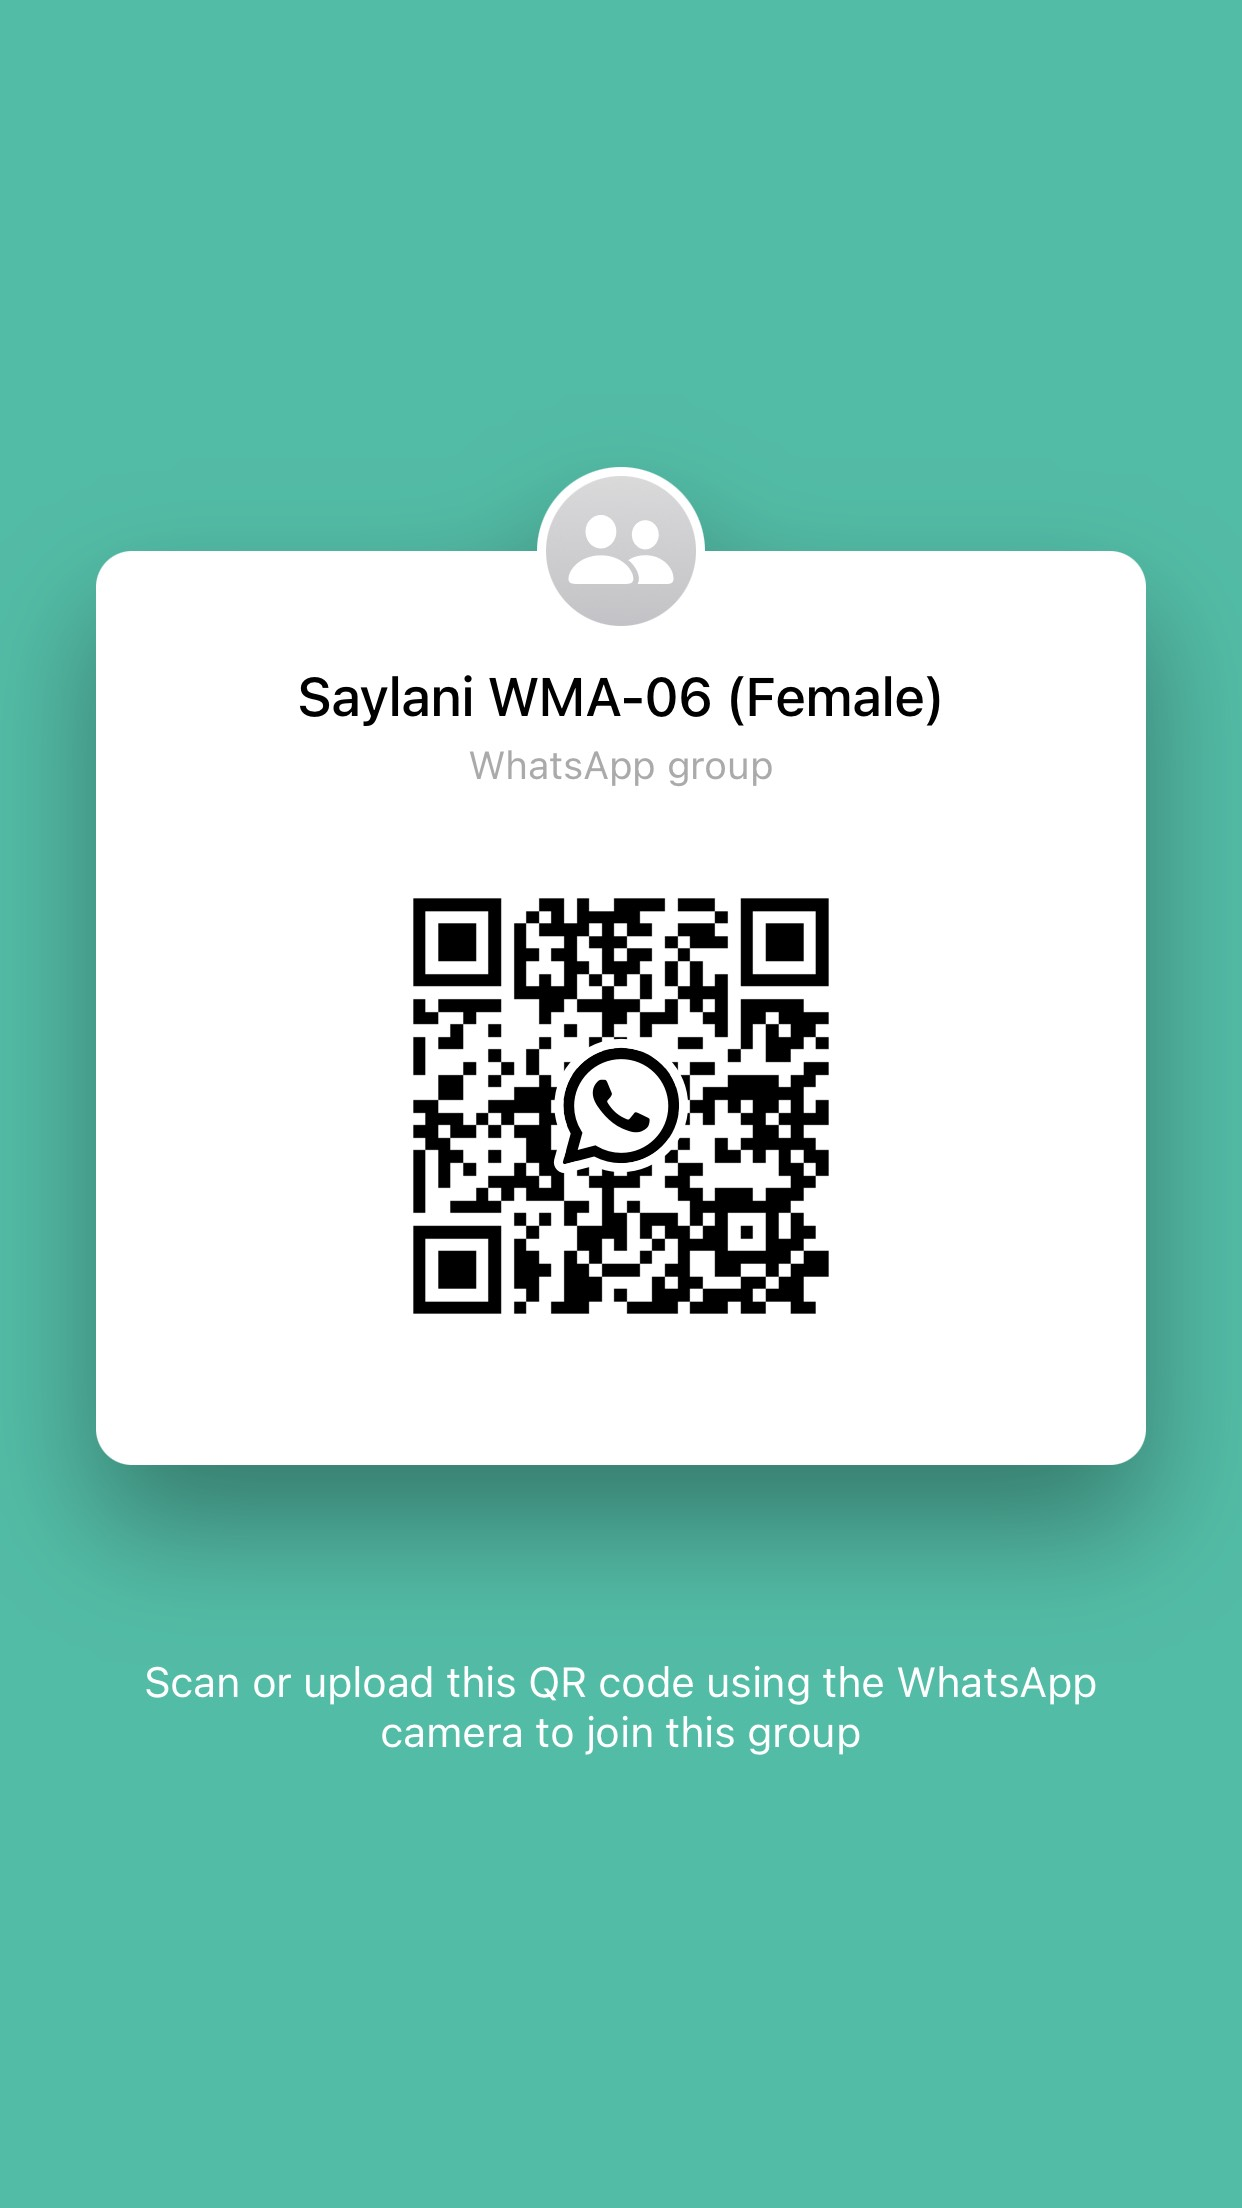 Saylani WMA-06 (Female)
WhatsApp group
Scan or upload this QR code using the WhatsApp
camera to join this group